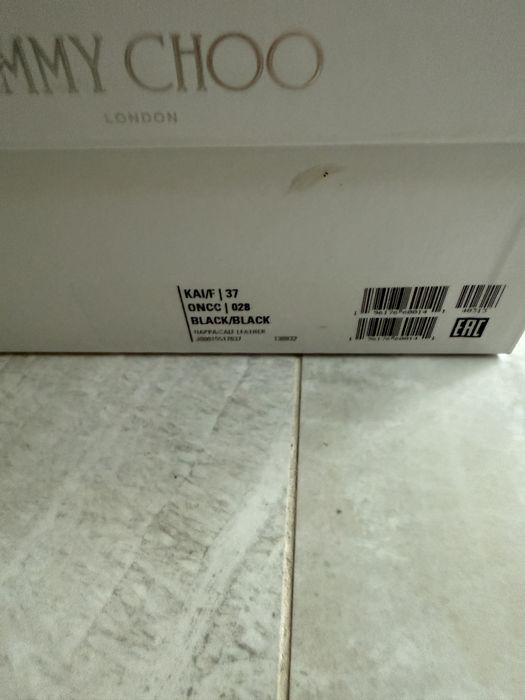 MMY CHOO
LONDON
KAI/F | 37
ONCC | 028
BLACK/BLACK
NAPPA/CALF LEATHER
EAC